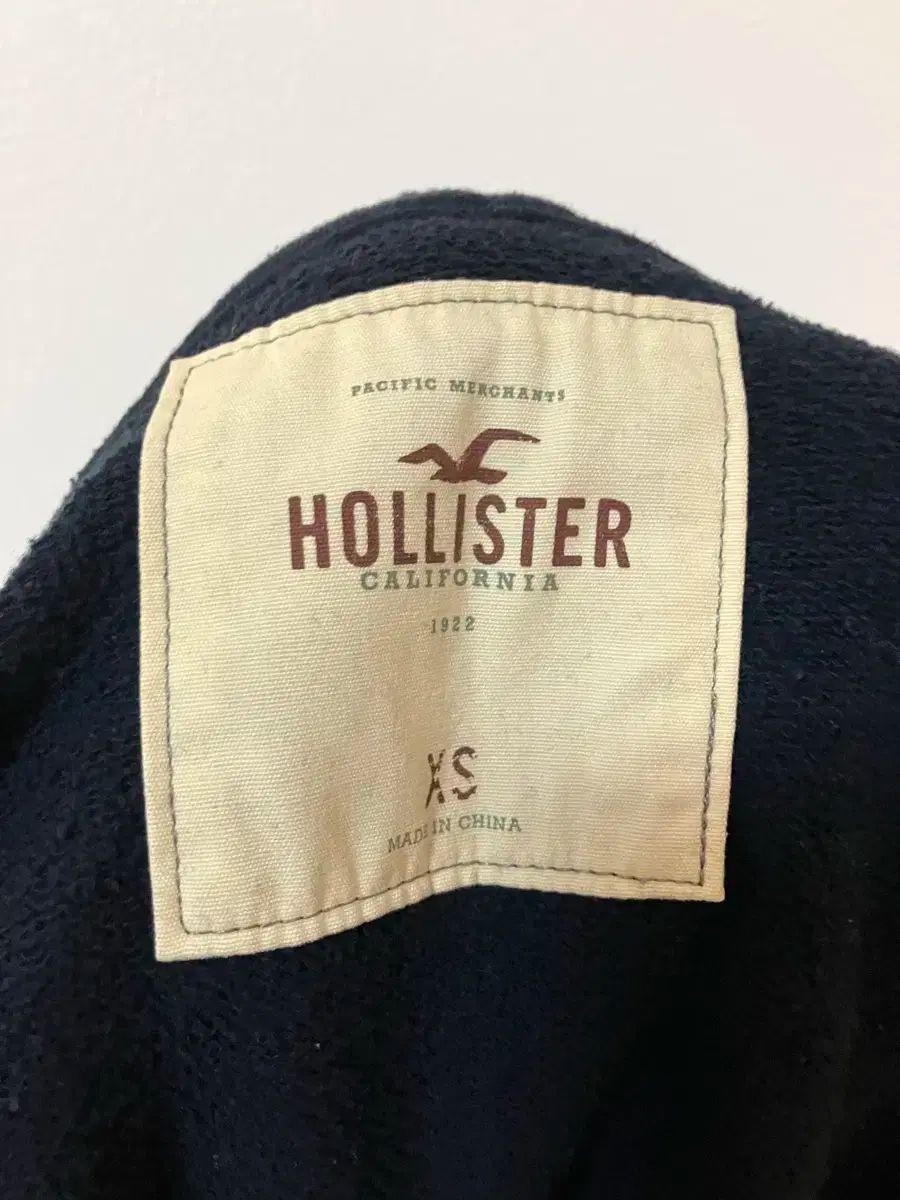 PACIFIC MERCHANTS
HOLLISTER
CALIFORNIA
1922
XS
MADE IN CHINA